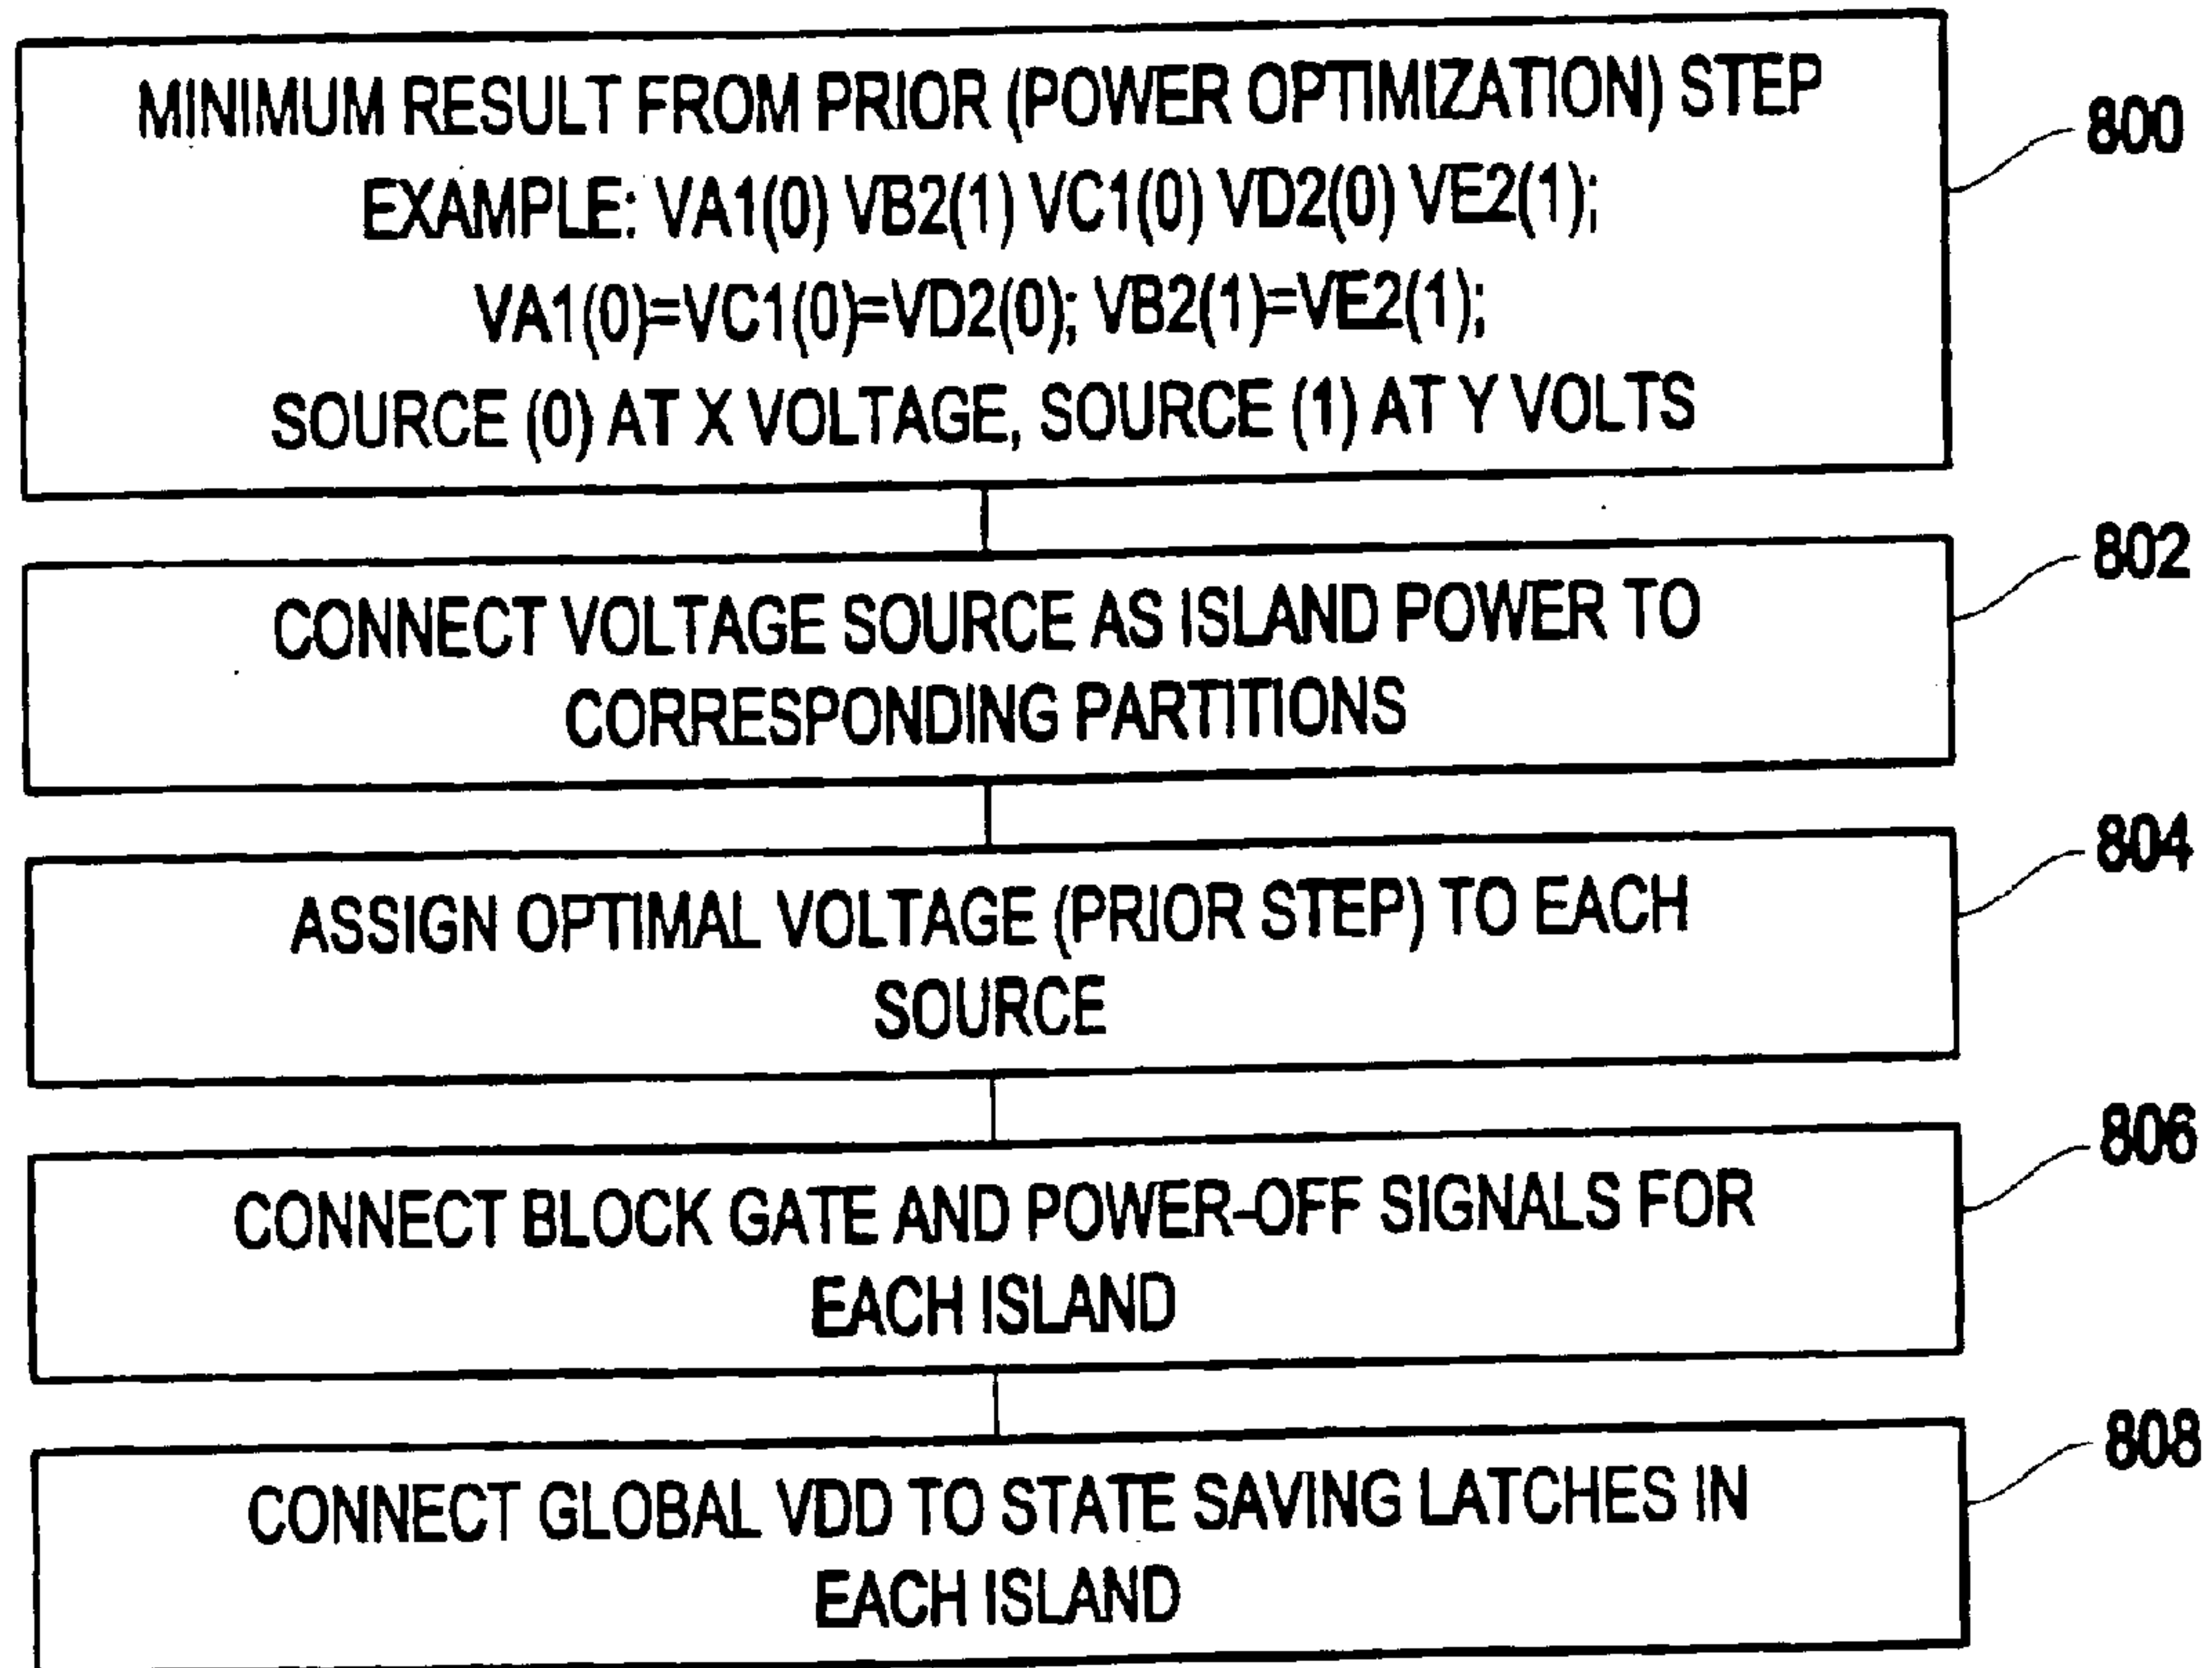 MINIMUM RESULT FROM PRIOR (POWER OPTIMIZATION) STEP
EXAMPLE: VA1(0) VB2(1) VC1(0) VD2(0) VE2(1);
VA1(0)=VC1(0)=VD2(0); VB2(1)=VE2(1);
SOURCE (0) AT X VOLTAGE, SOURCE (1) AT Y VOLTS
800
CONNECT VOLTAGE SOURCE AS ISLAND POWER TO
CORRESPONDING PARTITIONS
802
ASSIGN OPTIMAL VOLTAGE (PRIOR STEP) TO EACH
SOURCE
804
CONNECT BLOCK GATE AND POWER-OFF SIGNALS FOR
EACH ISLAND
806
CONNECT GLOBAL VDD TO STATE SAVING LATCHES IN
EACH ISLAND
808